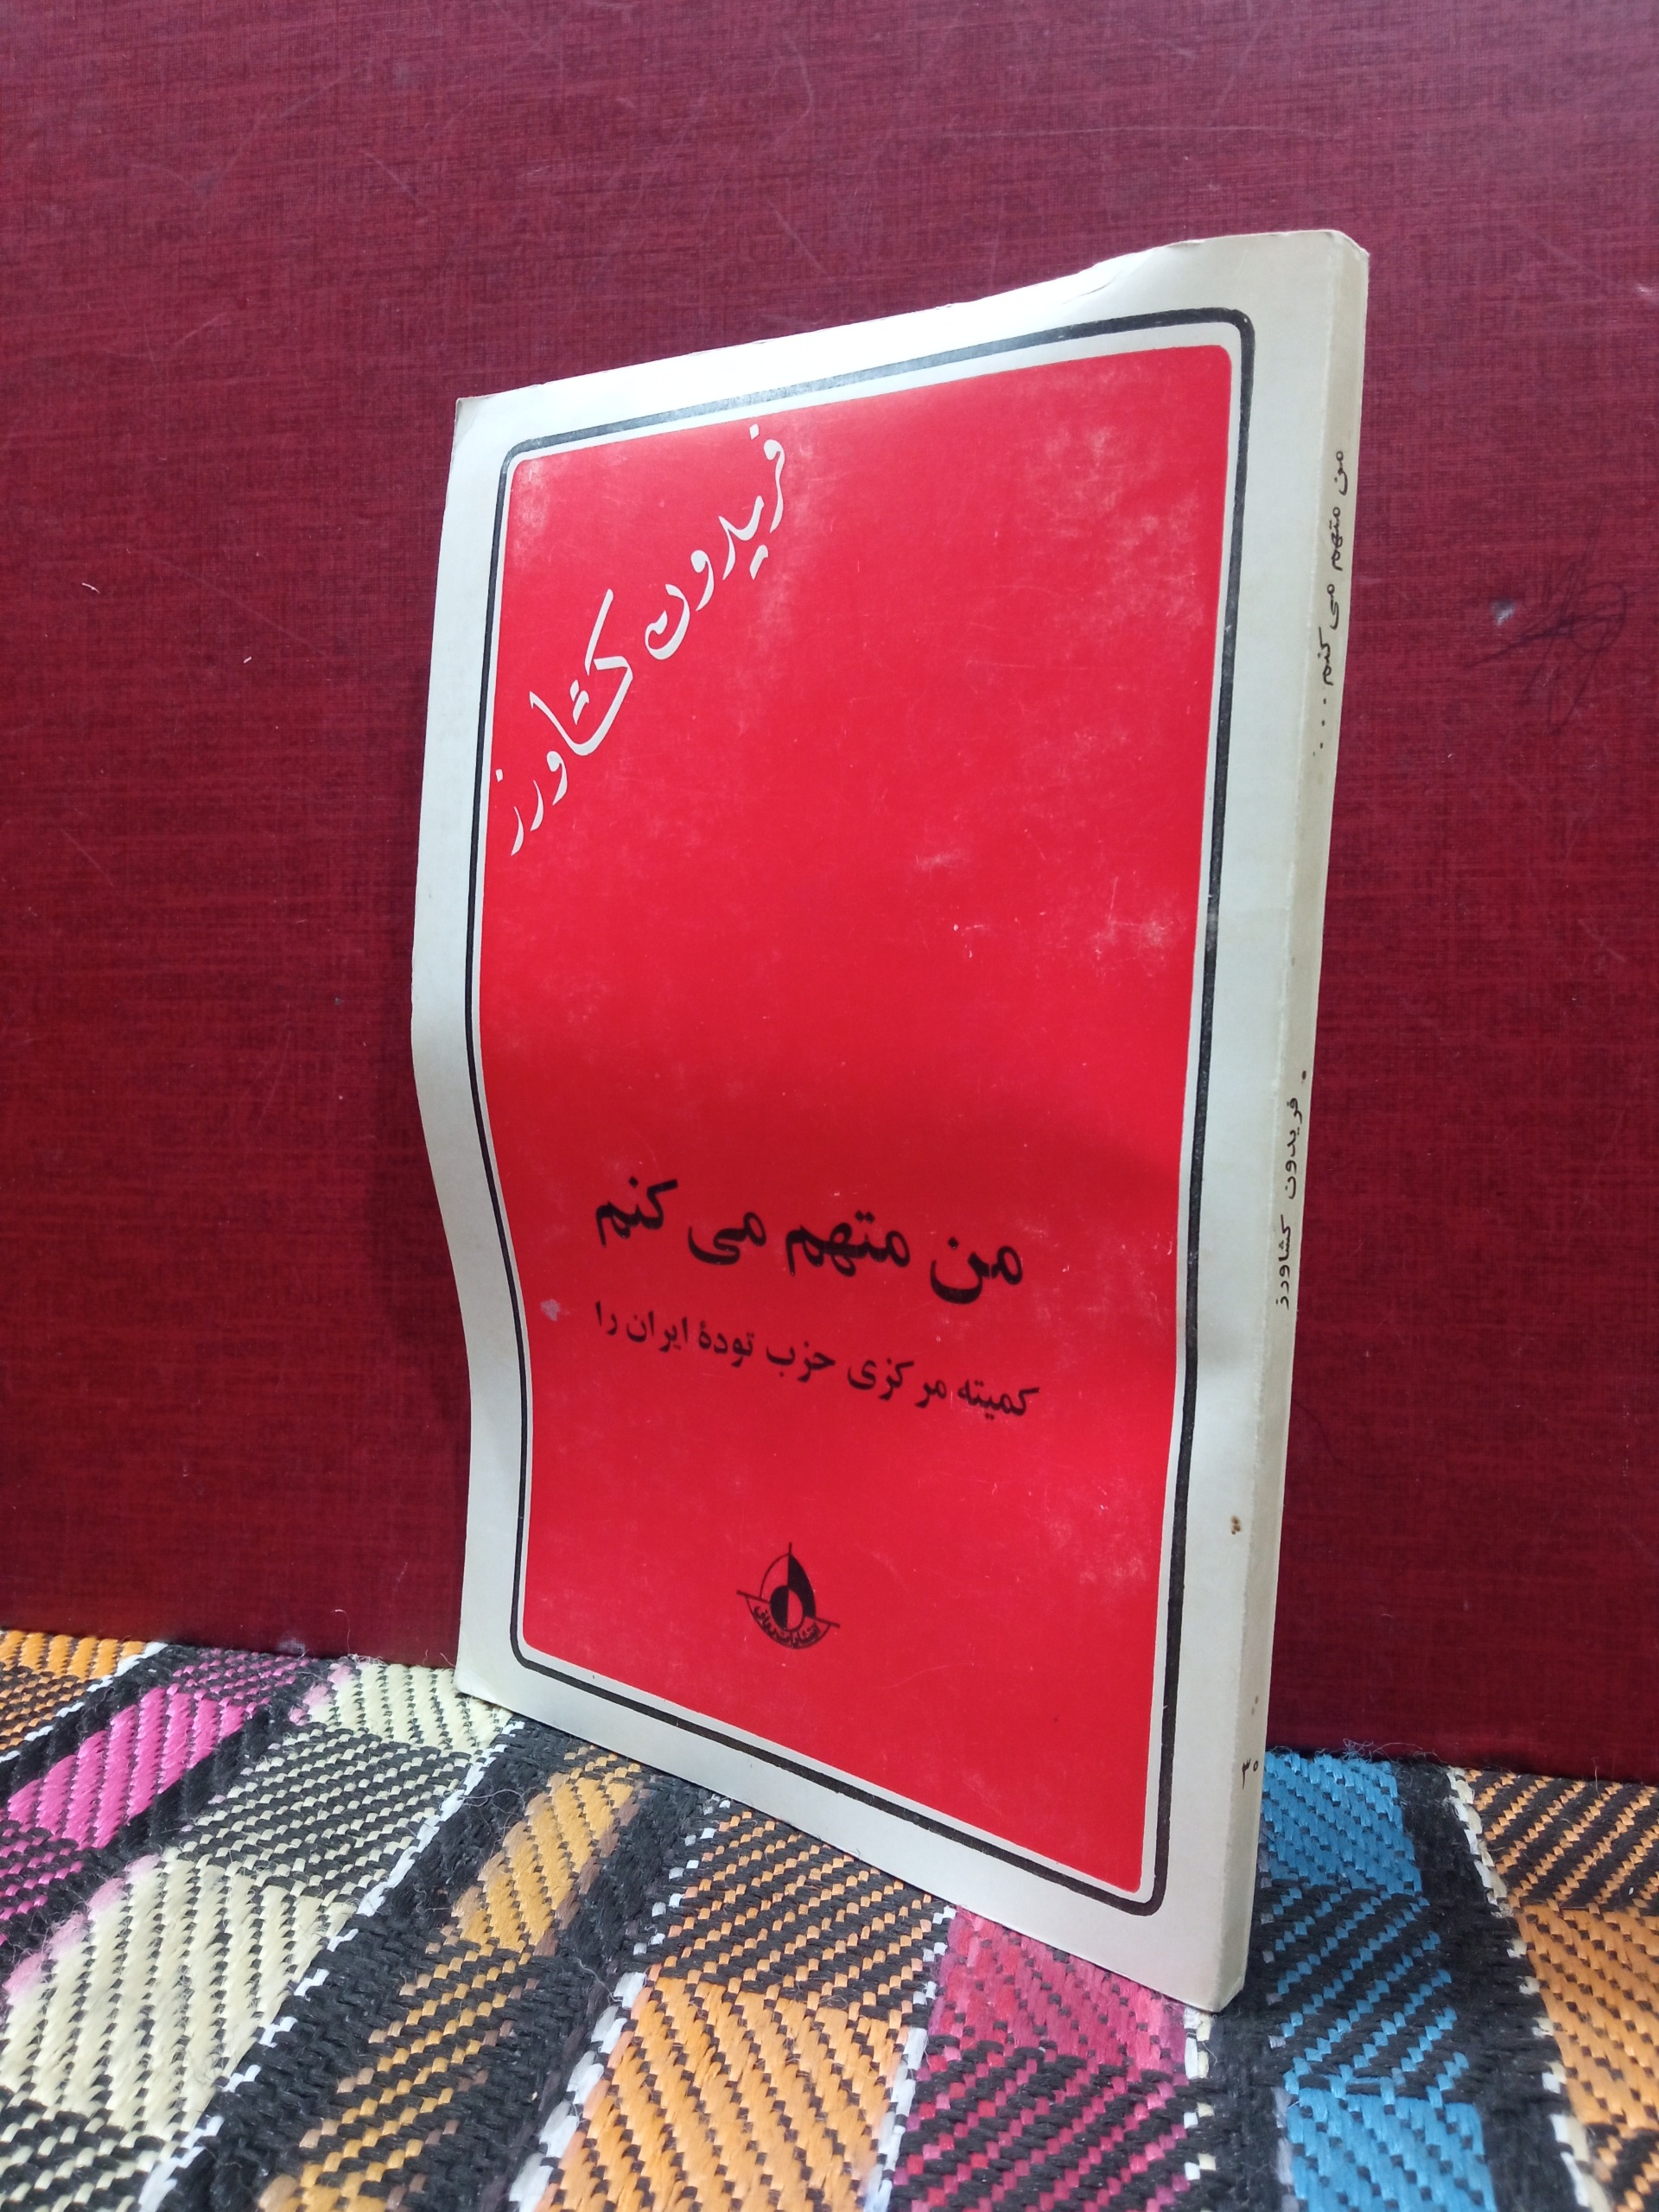 فریدون کشاورز
من متهم می کنم
کمیته مرکزی حزب تودهٔ ایران را
من متهم می کنم...
• فریدون کشاورز